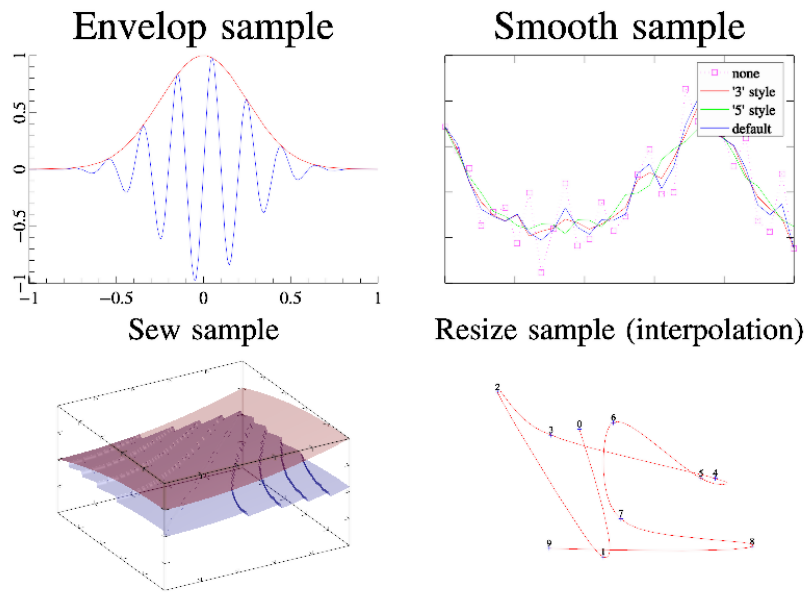 Envelop sample
Smooth sample
1
0.5
0
−0.5
−1
−1
−0.5
0
0.5
1
none
'3' style
'5' style
default
Sew sample
Resize sample (interpolation)
2
6
0
3
5
4
7
8
9
1